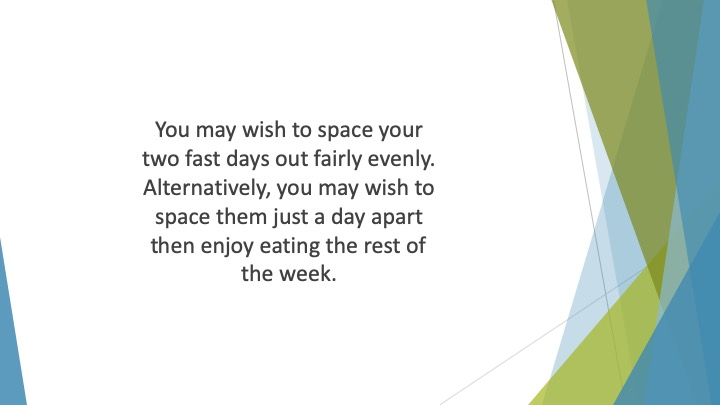 You may wish to space your
two fast days out fairly evenly.
Alternatively, you may wish to
space them just a day apart
then enjoy eating the rest of
the week.